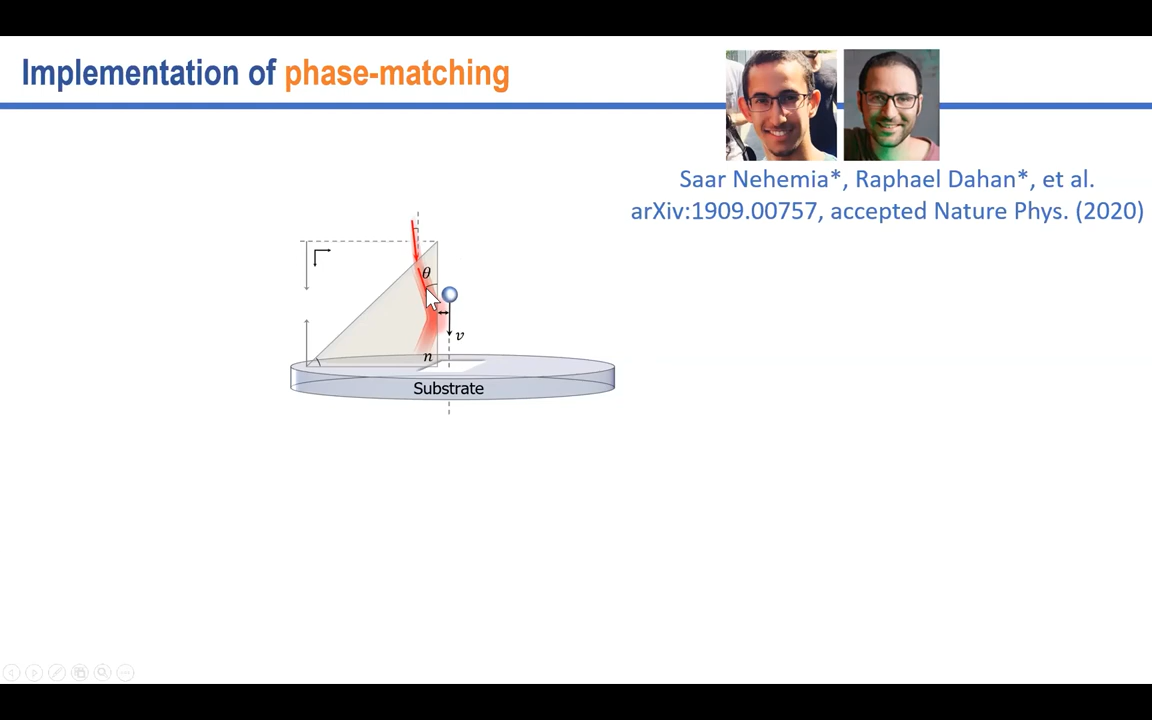 Implementation of phase-matching
Saar Nehemia*, Raphael Dahan*, et al.
arXiv:1909.00757, accepted Nature Phys. (2020)
θ
v
n
Substrate